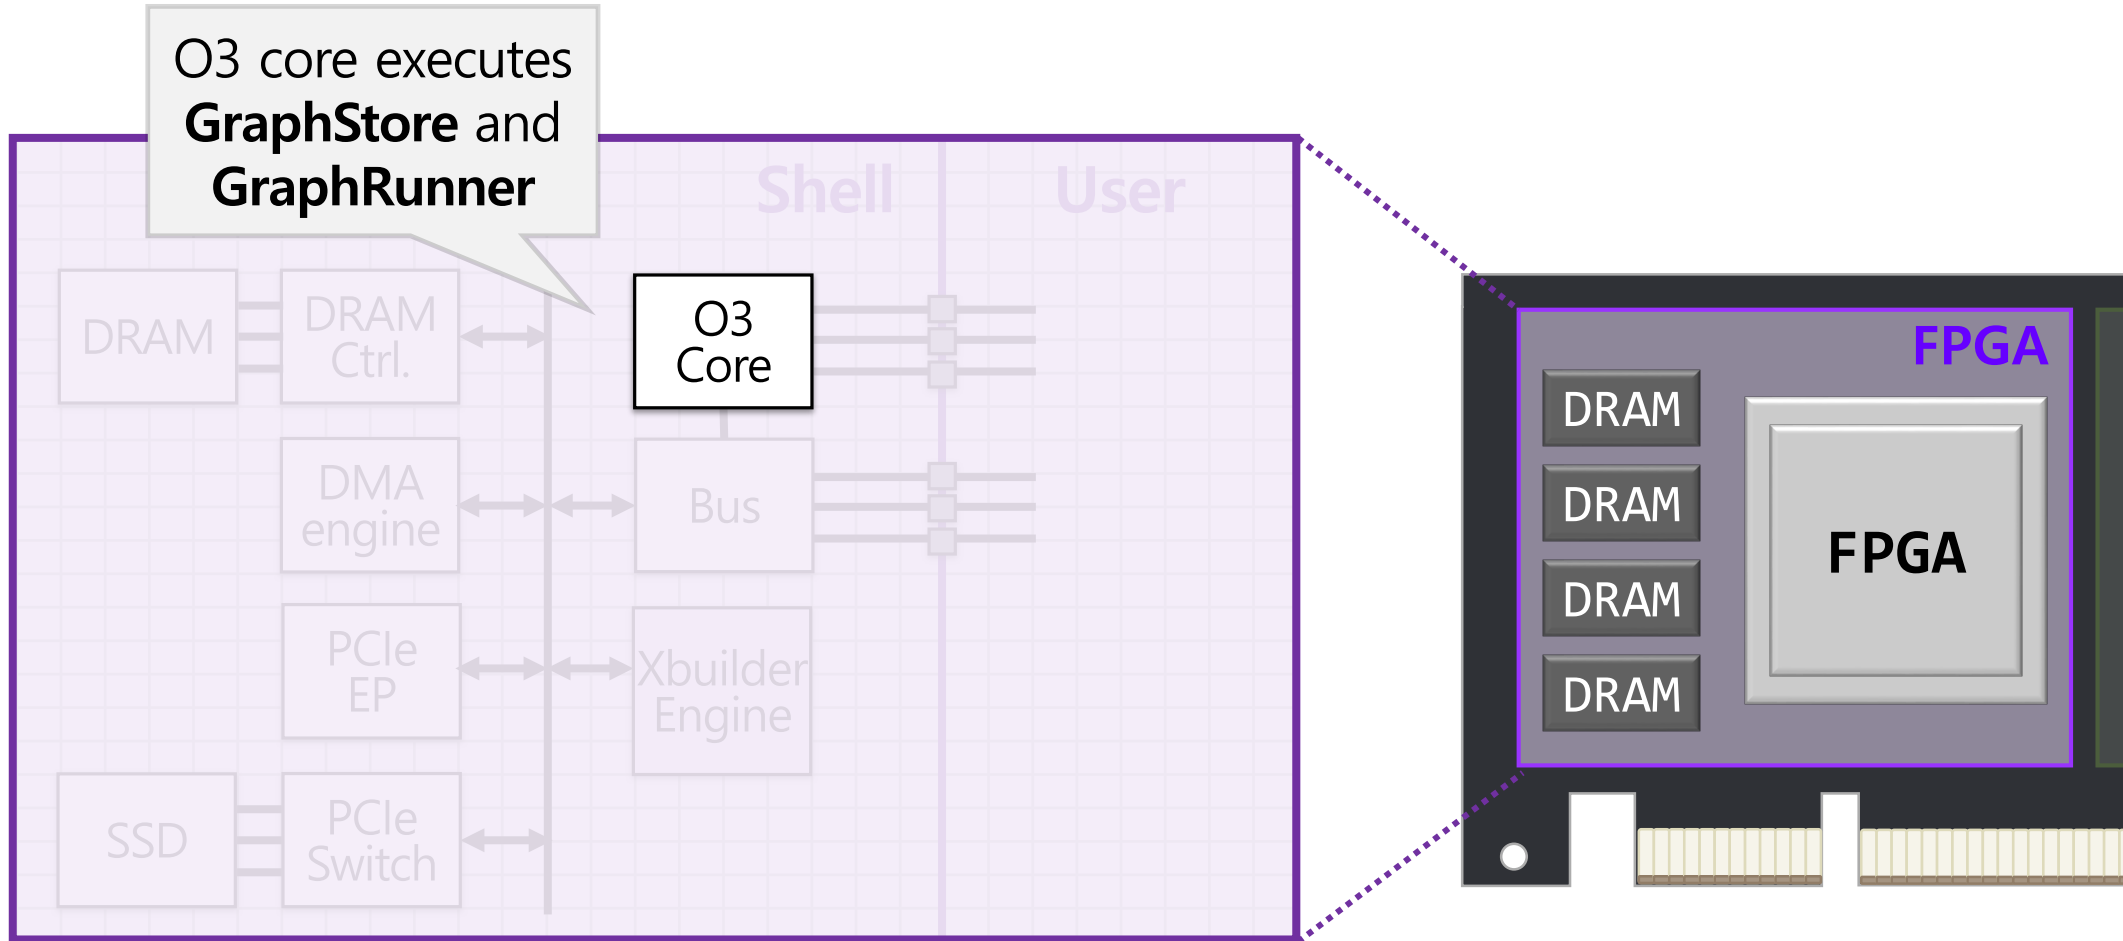 O3 core executes
GraphStore and
GraphRunner
Shell
User
DRAM
DRAM
Ctrl.
O3
Core
DMA
engine
Bus
PCIe
EP
Xbuilder
Engine
SSD
PCIe
Switch
FPGA
DRAM
DRAM
DRAM
DRAM
FPGA